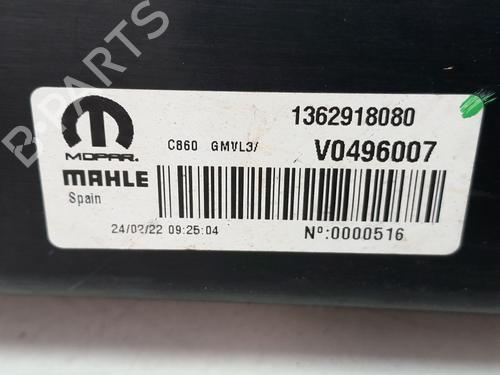 B-PARTS
1362918080
C860 GMVL3/
V0496007
MOPAR.
MAHLE
Spain
24/02/22 09:25:04
Nº:0000516